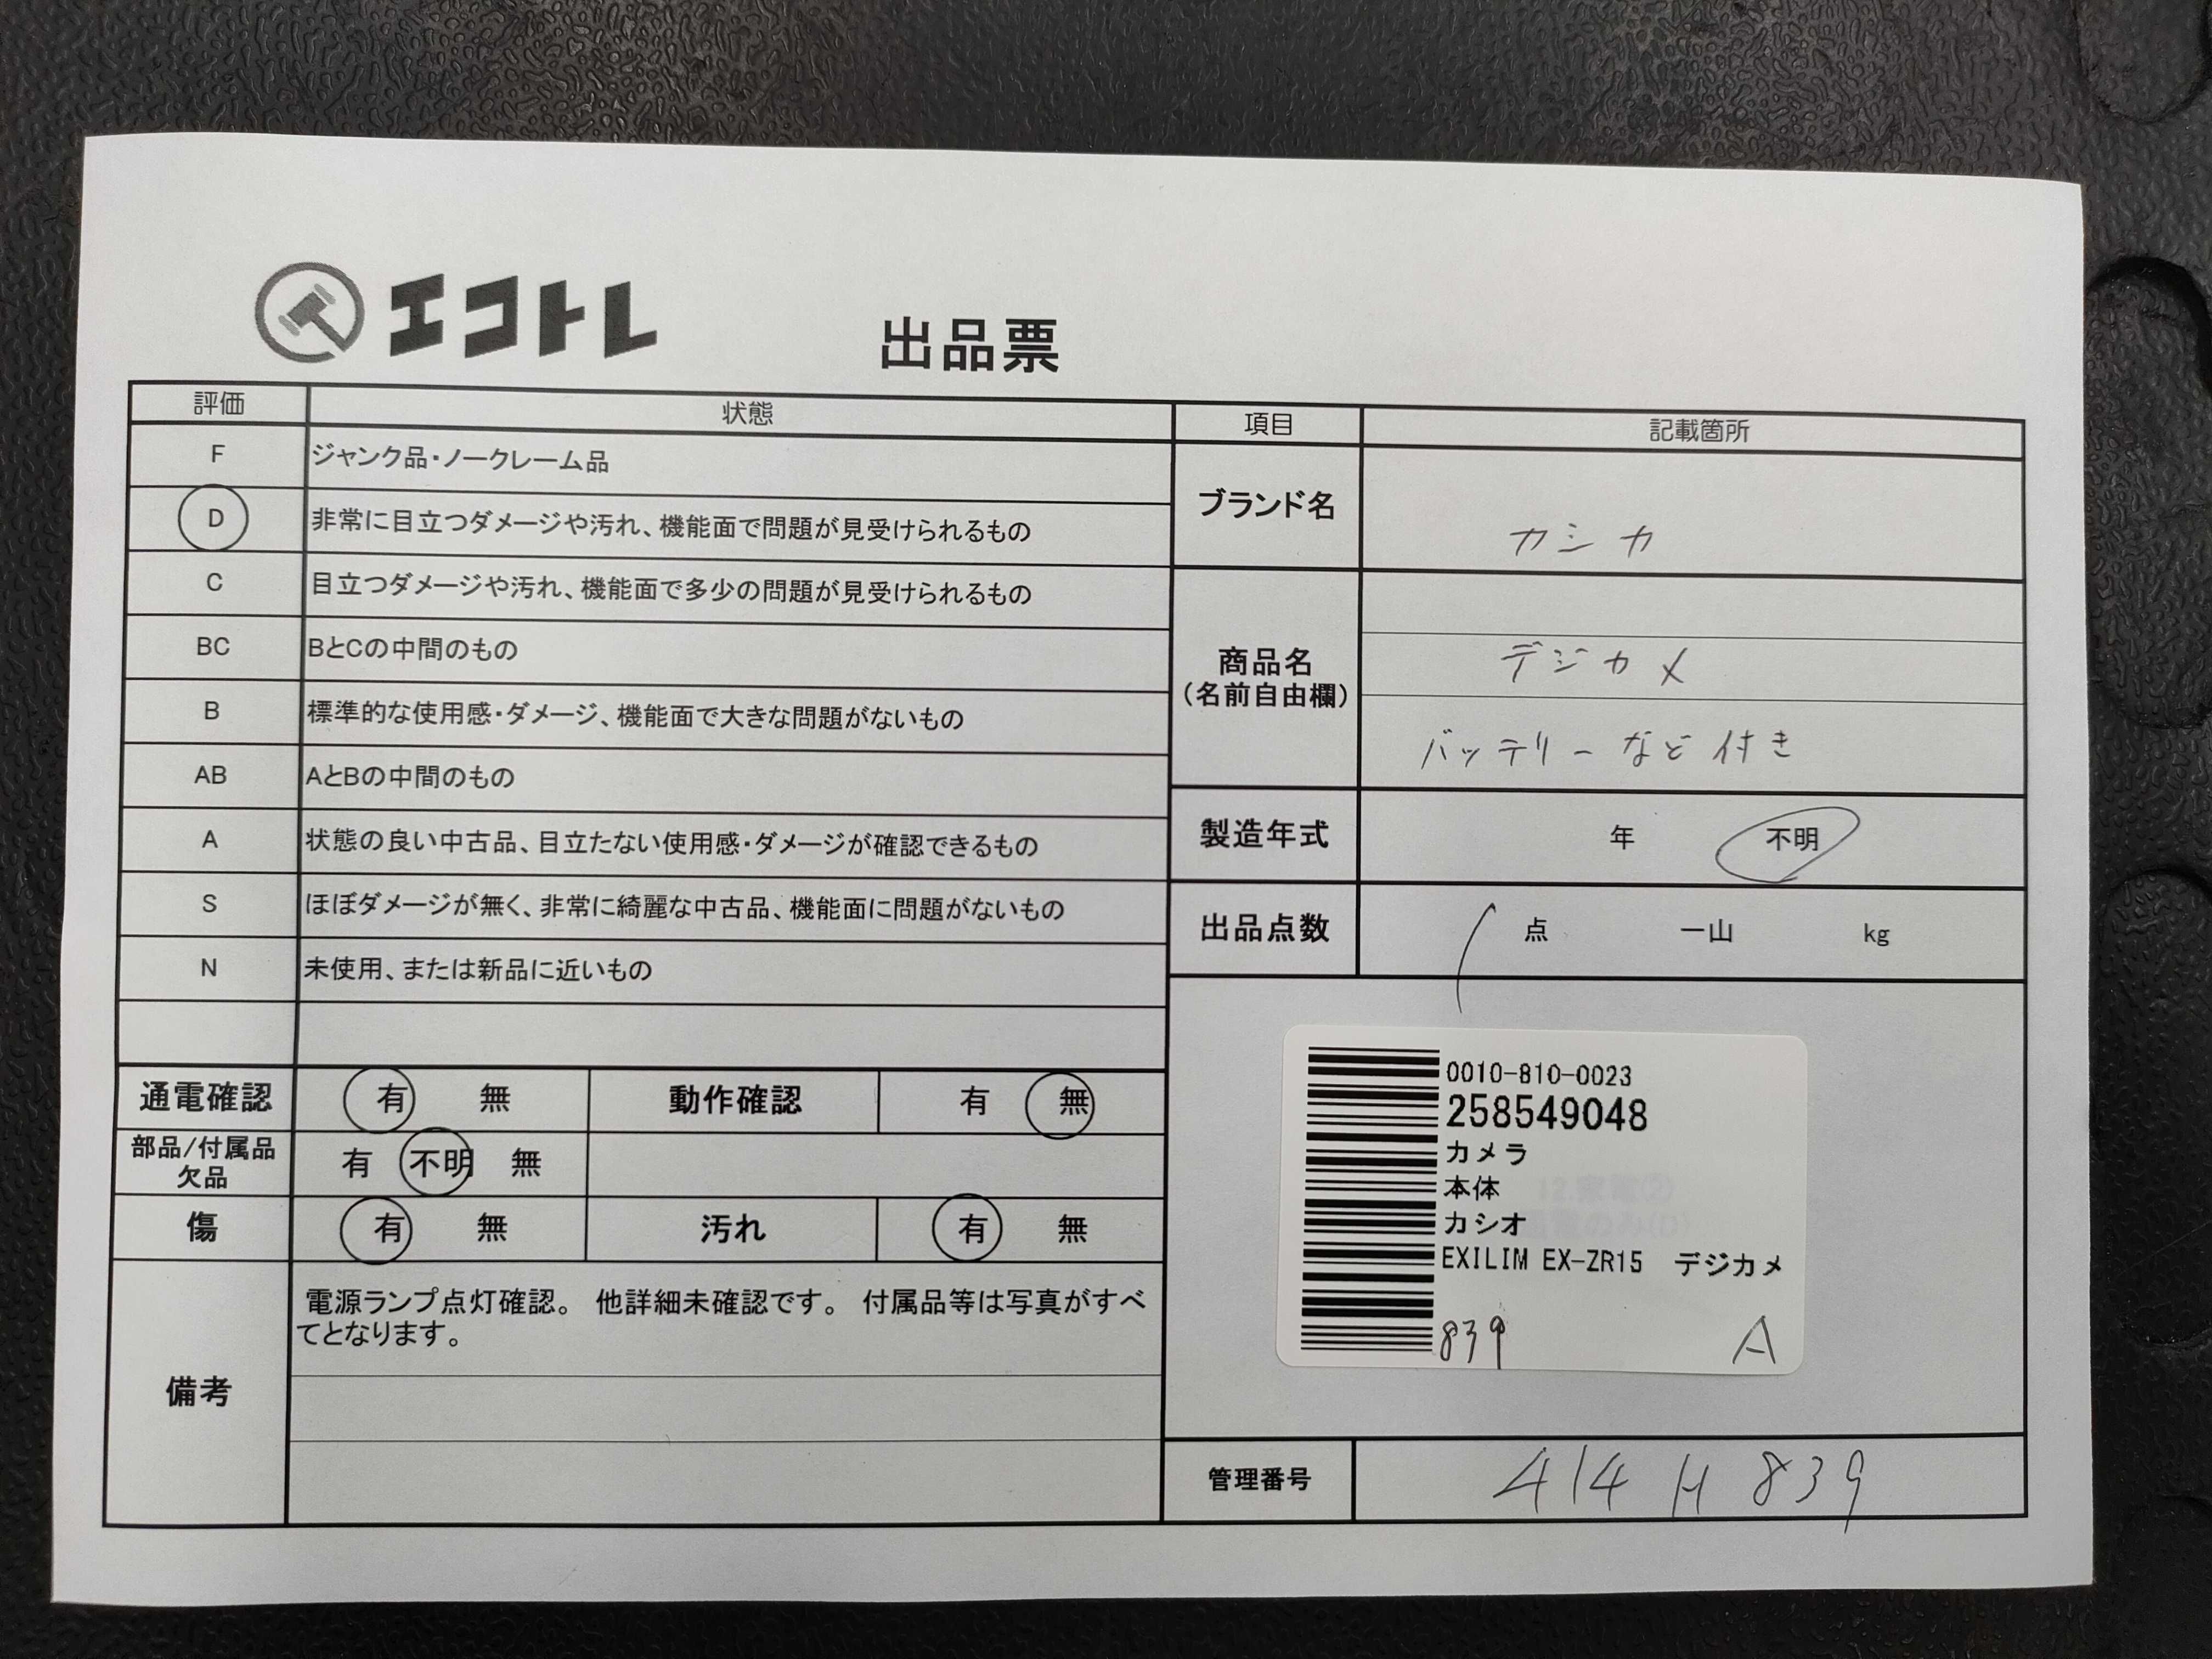 エコトレ
出品票
評価 状態
F ジャンク品・ノークレーム品
D 非常に目立つダメージや汚れ、機能面で問題が見受けられるもの
C 目立つダメージや汚れ、機能面で多少の問題が見受けられるもの
BC BとCの中間のもの
B 標準的な使用感・ダメージ、機能面で大きな問題がないもの
AB AとBの中間のもの
A 状態の良い中古品、目立たない使用感・ダメージが確認できるもの
S ほぼダメージが無く、非常に綺麗な中古品、機能面に問題がないもの
N 未使用、または新品に近いもの
通電確認 有 無 動作確認 有 無
部品/付属品
欠品 有 不明 無
傷 有 無 汚れ 有 無
備考
電源ランプ点灯確認。 他詳細未確認です。 付属品等は写真がすべ
てとなります。
項目 記載箇所
ブランド名 カシカ
商品名
(名前自由欄)
デジカメ
バッテリーなど付き
製造年式 年 不明
出品点数 1 点 一山 kg
0010-810-0023
258549048
カメラ
本体
カシオ
EXILIM EX-ZR15 デジカメ
839 A
管理番号 414 H 839